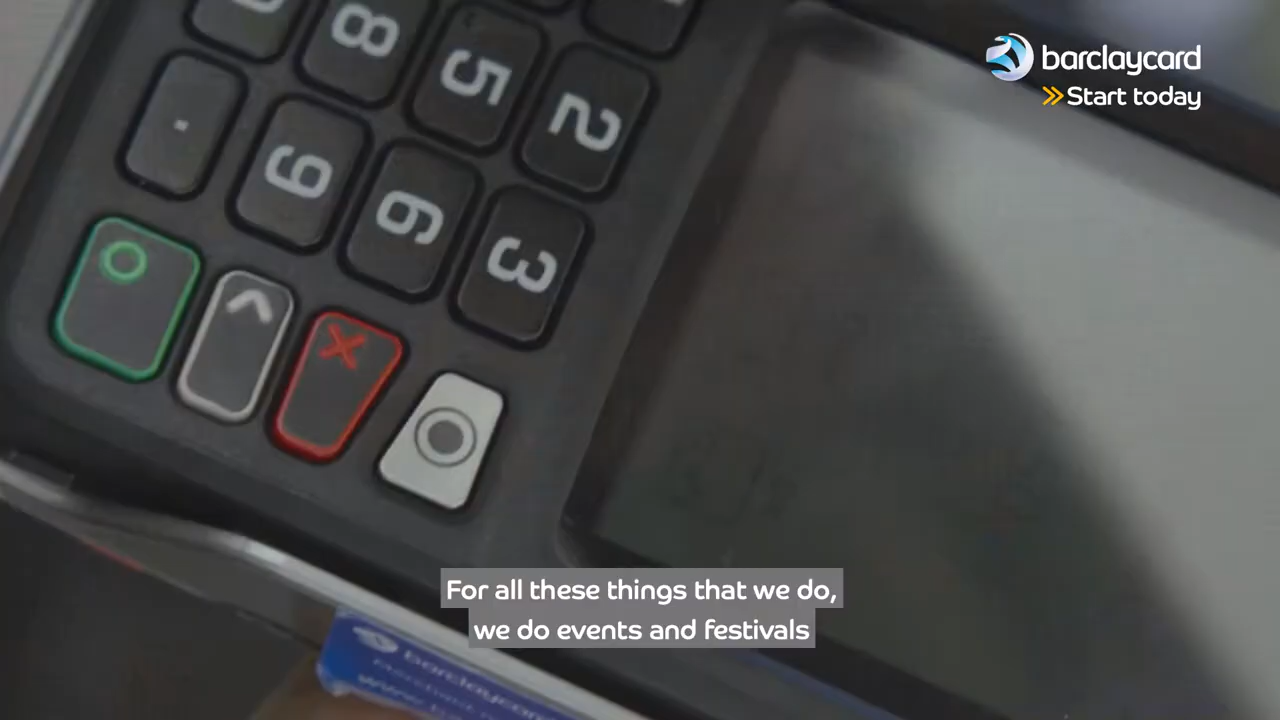 barclaycard
Start today
8
5
2
.
9
6
3
For all these things that we do,
we do events and festivals
barclaycard